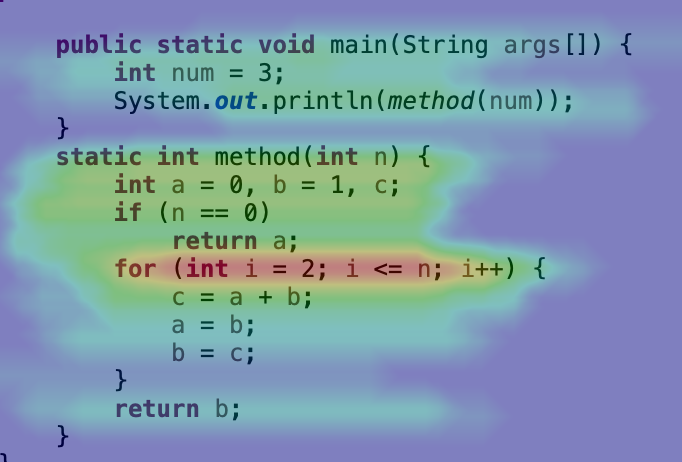 public static void main(String args[]) {
int num = 3;
System.out.println(method(num));
}
static int method(int n) {
int a = 0, b = 1, c;
if (n == 0)
return a;
for (int i = 2; i <= n; i++) {
c = a + b;
a = b;
b = c;
}
return b;
}
}